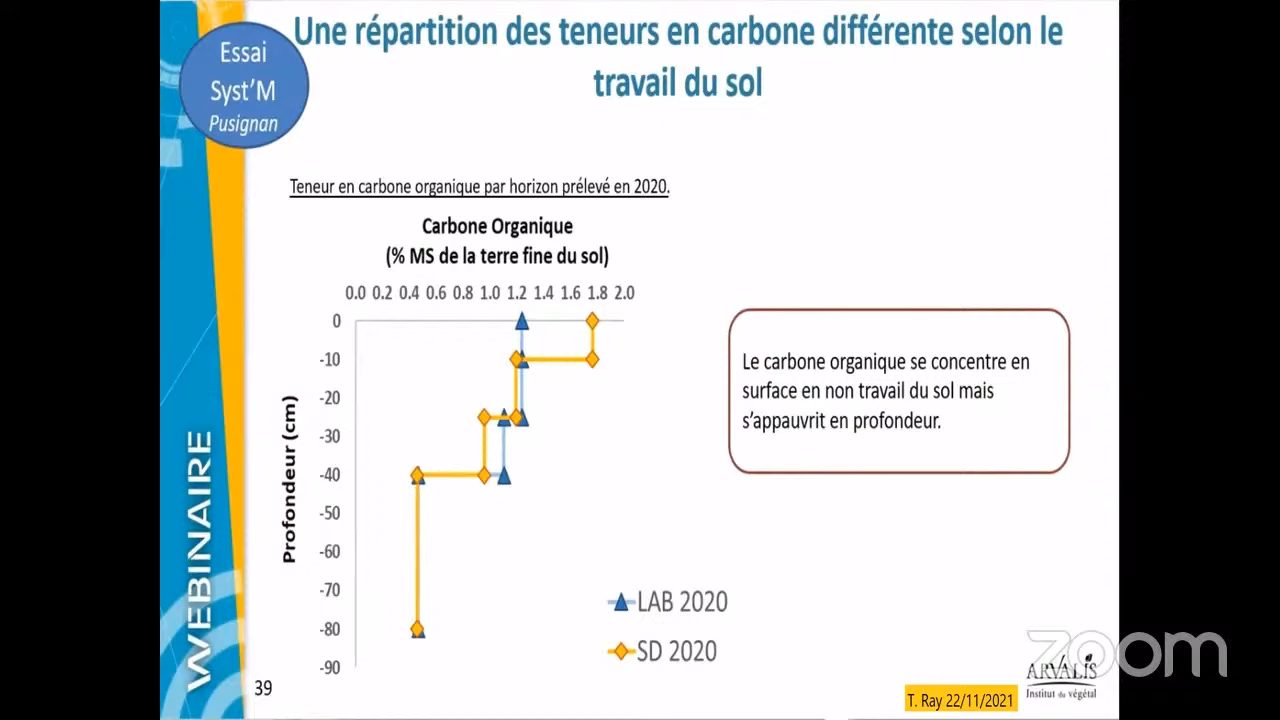 Une répartition des teneurs en carbone différente selon le
travail du sol
Essai
Syst'M
Pusignan
Teneur en carbone organique par horizon prélevé en 2020.
Carbone Organique
(% MS de la terre fine du sol)
0.0 0.2 0.4 0.6 0.8 1.0 1.2 1.4 1.6 1.8 2.0
0
-10
-20
-30
-40
-50
-60
-70
-80
-90
Profondeur (cm)
Le carbone organique se concentre en
surface en non travail du sol mais
s'appauvrit en profondeur.
LAB 2020
SD 2020
WEBINAIRE
39
T. Ray 22/11/2021
zoom
ARVALIS
Institut du végétal